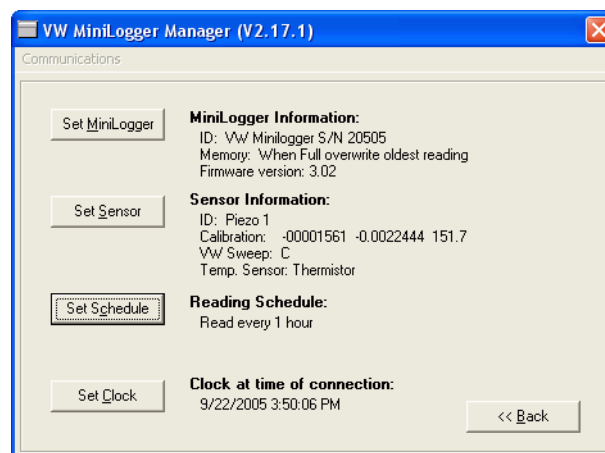 VW MiniLogger Manager (V2.17.1)
Communications
Set MiniLogger
MiniLogger Information:
ID: VW Minilogger S/N 20505
Memory: When Full overwrite oldest reading
Firmware version: 3.02
Set Sensor
Sensor Information:
ID: Piezo 1
Calibration: -00001561 -0.0022444 151.7
VW Sweep: C
Temp. Sensor: Thermistor
Set Schedule
Reading Schedule:
Read every 1 hour
Set Clock
Clock at time of connection:
9/22/2005 3:50:06 PM
<< Back